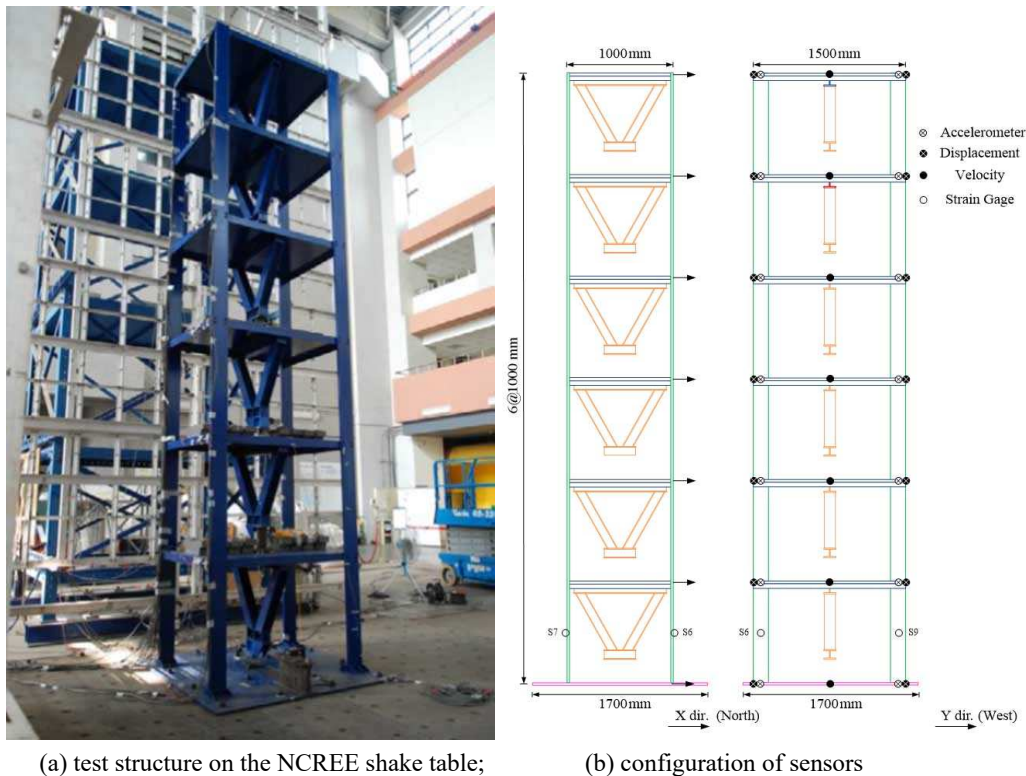 1000mm
1500mm
Accelerometer
Displacement
Velocity
Strain Gage
6@1000 mm
S7
S6
S6
S9
1700mm
1700mm
X dir. (North)
Y dir. (West)
(a) test structure on the NCREE shake table;
(b) configuration of sensors